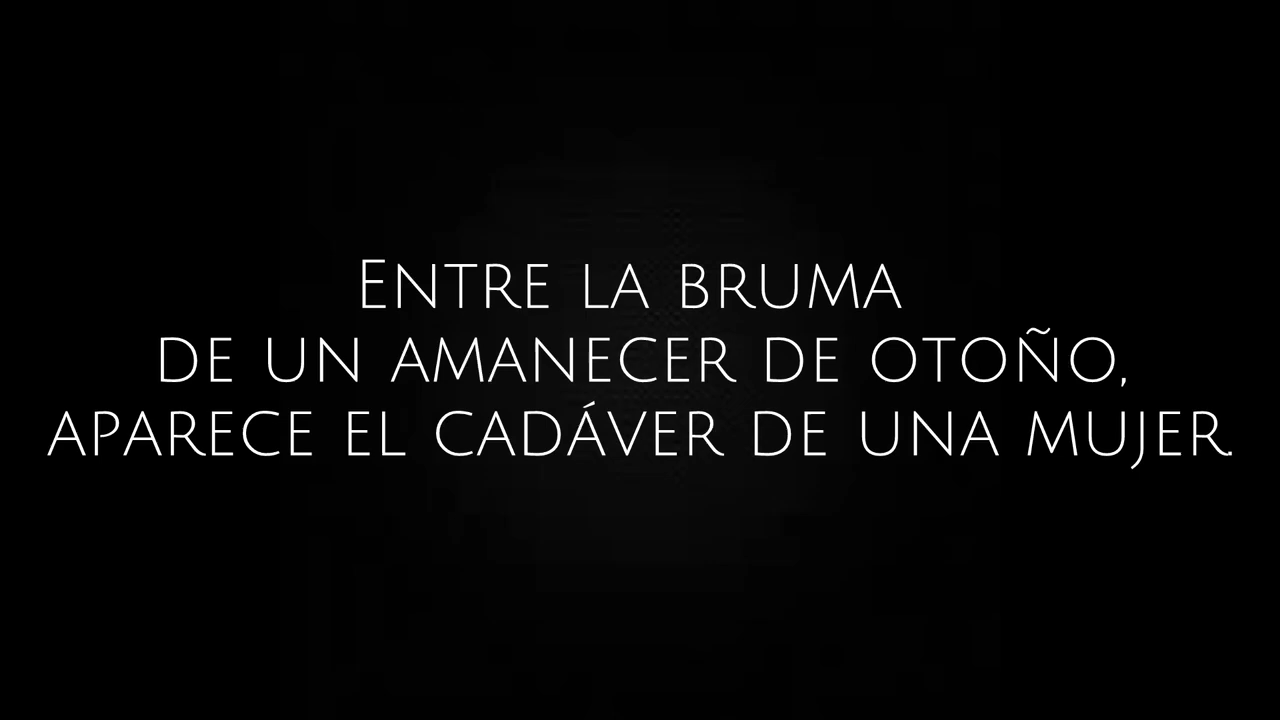 Entre la bruma
de un amanecer de otoño,
aparece el cadáver de una mujer.